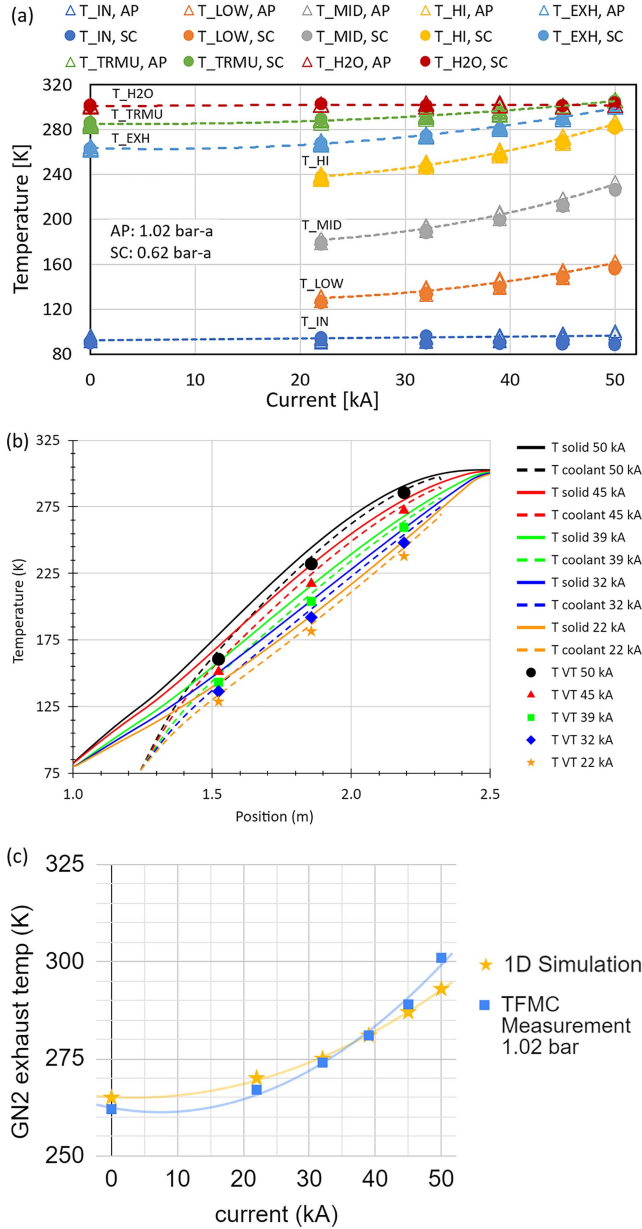 (a)
T_IN, AP T_LOW, AP T_MID, AP T_HI, AP T_EXH, AP
T_IN, SC T_LOW, SC T_MID, SC T_HI, SC T_EXH, SC
T_TRMU, AP T_TRMU, SC T_H2O, AP T_H2O, SC
320
280
240
200
160
120
80
Temperature [K]
T_H2O
T_TRMU
T_EXH
T_HI
T_MID
T_LOW
T_IN
AP: 1.02 bar-a
SC: 0.62 bar-a
0 10 20 30 40 50
Current [kA]
(b)
325
275
225
175
125
75
Temperature (K)
1.0 1.5 2.0 2.5
Position (m)
T solid 50 kA
T coolant 50 kA
T solid 45 kA
T coolant 45 kA
T solid 39 kA
T coolant 39 kA
T solid 32 kA
T coolant 32 kA
T solid 22 kA
T coolant 22 kA
T VT 50 kA
T VT 45 kA
T VT 39 kA
T VT 32 kA
T VT 22 kA
(c)
325
300
275
250
GN2 exhaust temp (K)
0 10 20 30 40 50
current (kA)
1D Simulation
TFMC
Measurement
1.02 bar